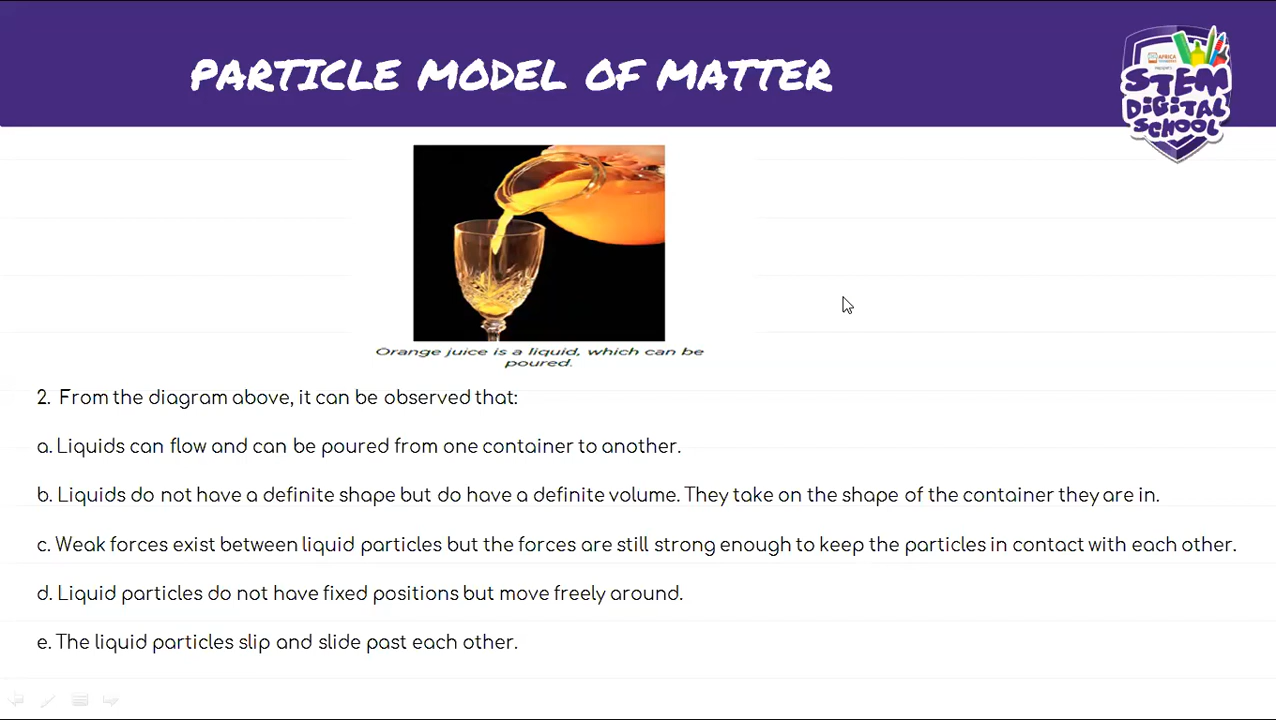 PARTICLE MODEL OF MATTER
AFRICA
STEM
DIGITAL
SCHOOL
Orange juice is a liquid, which can be
poured.
2. From the diagram above, it can be observed that:
a. Liquids can flow and can be poured from one container to another.
b. Liquids do not have a definite shape but do have a definite volume. They take on the shape of the container they are in.
c. Weak forces exist between liquid particles but the forces are still strong enough to keep the particles in contact with each other.
d. Liquid particles do not have fixed positions but move freely around.
e. The liquid particles slip and slide past each other.